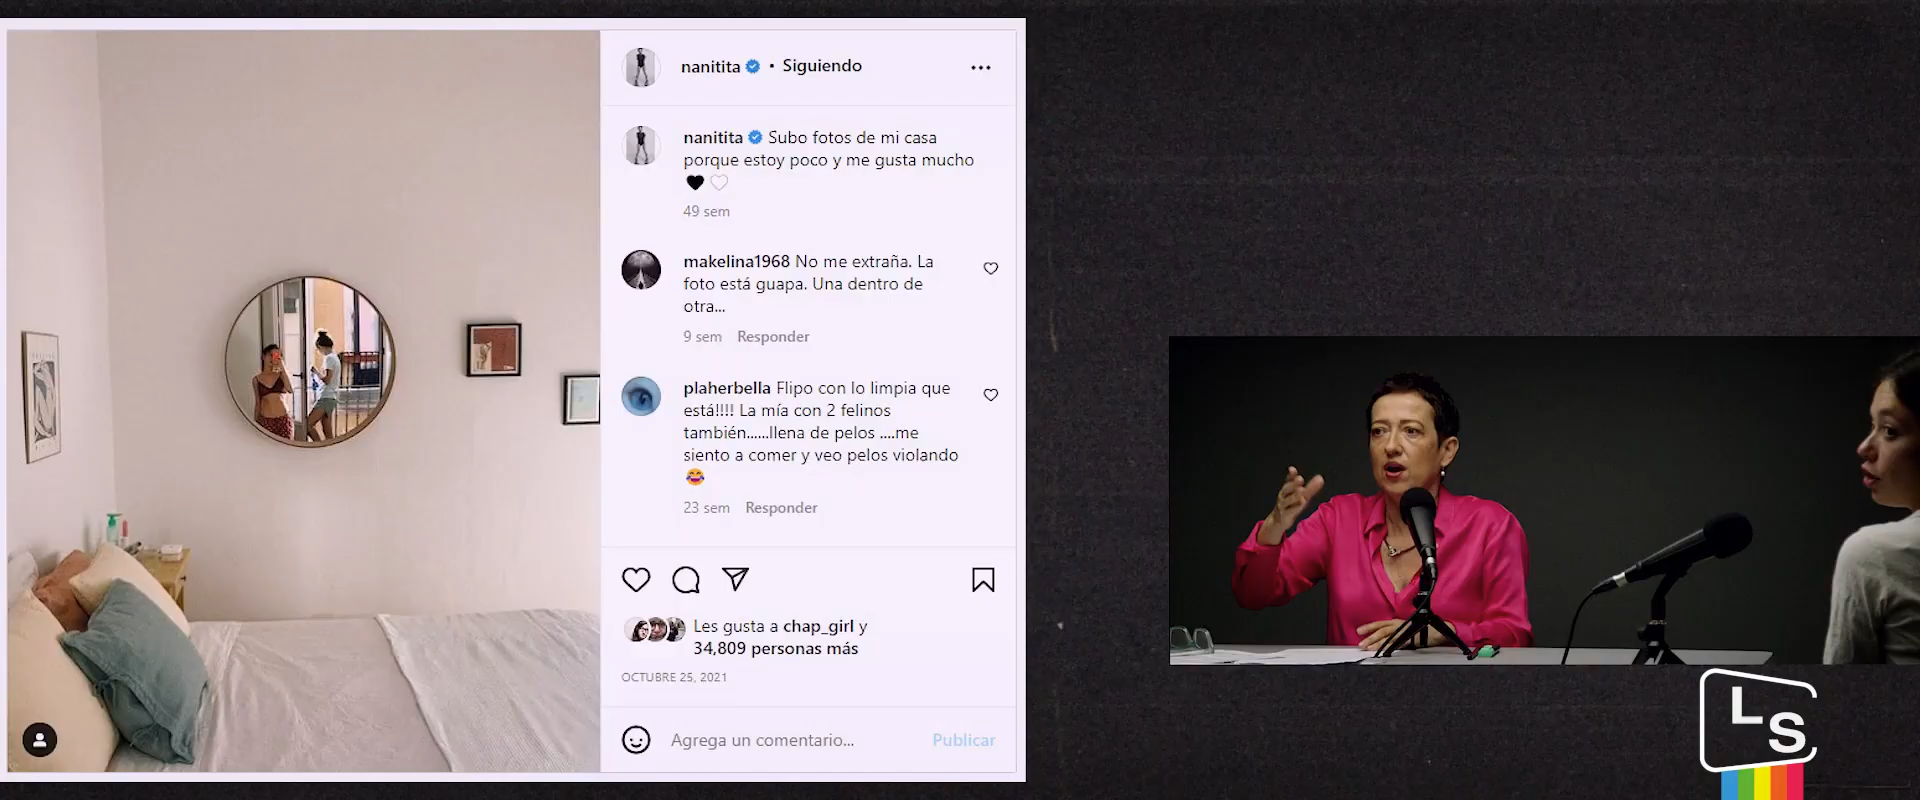 nanitita • Siguiendo
nanitita Subo fotos de mi casa
porque estoy poco y me gusta mucho
🖤🤍
49 sem
makelina1968 No me extraña. La
foto está guapa. Una dentro de
otra...
9 sem Responder
plaherbella Flipo con lo limpia que
está!!!! La mía con 2 felinos
también......llena de pelos ....me
siento a comer y veo pelos violando
😂
23 sem Responder
Les gusta a chap_girl y
34,809 personas más
OCTUBRE 25, 2021
Agrega un comentario... Publicar
LS